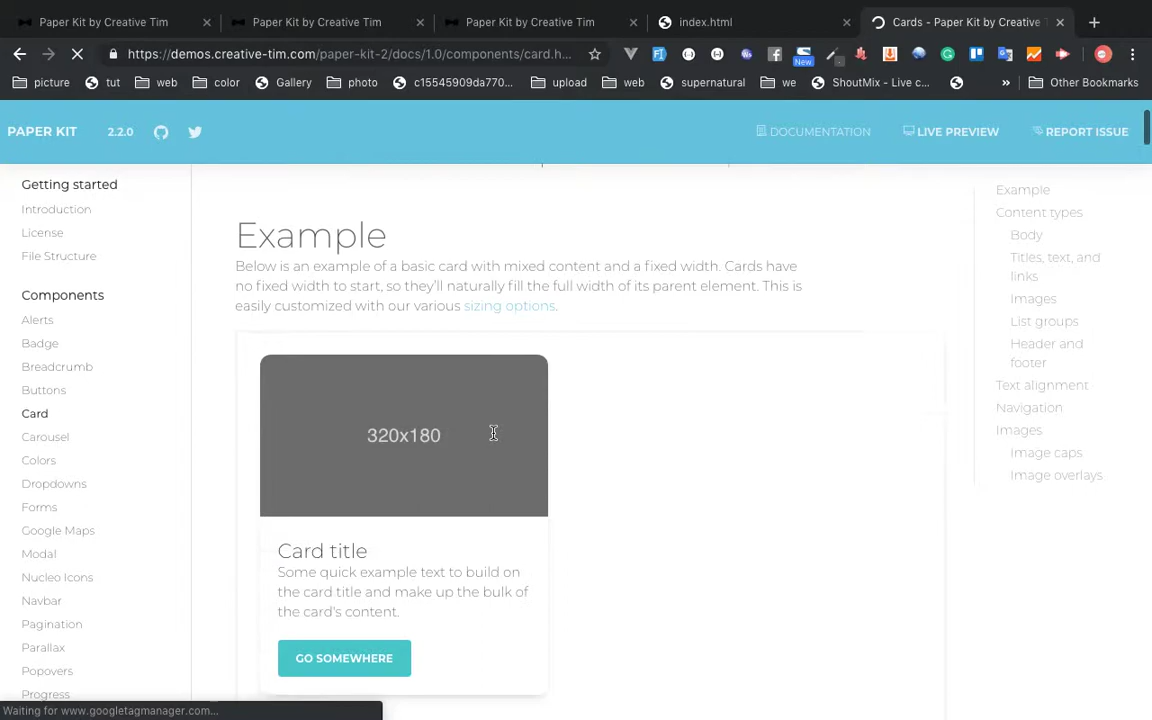 Paper Kit by Creative Tim
Paper Kit by Creative Tim
Paper Kit by Creative Tim
index.html
Cards - Paper Kit by Creative
https://demos.creative-tim.com/paper-kit-2/docs/1.0/components/card.h...
New
picture
tut
web
color
Gallery
photo
c15545909da770...
upload
web
supernatural
we
ShoutMix - Live c...
»
Other Bookmarks
PAPER KIT
2.2.0
DOCUMENTATION
LIVE PREVIEW
REPORT ISSUE
Getting started
Introduction
License
File Structure
Components
Alerts
Badge
Breadcrumb
Buttons
Card
Carousel
Colors
Dropdowns
Forms
Google Maps
Modal
Nucleo Icons
Navbar
Pagination
Parallax
Popovers
Progress
Example
Below is an example of a basic card with mixed content and a fixed width. Cards have
no fixed width to start, so they'll naturally fill the full width of its parent element. This is
easily customized with our various sizing options.
320x180
Card title
Some quick example text to build on
the card title and make up the bulk of
the card's content.
GO SOMEWHERE
Example
Content types
Body
Titles, text, and
links
Images
List groups
Header and
footer
Text alignment
Navigation
Images
Image caps
Image overlays
Waiting for www.googletagmanager.com...